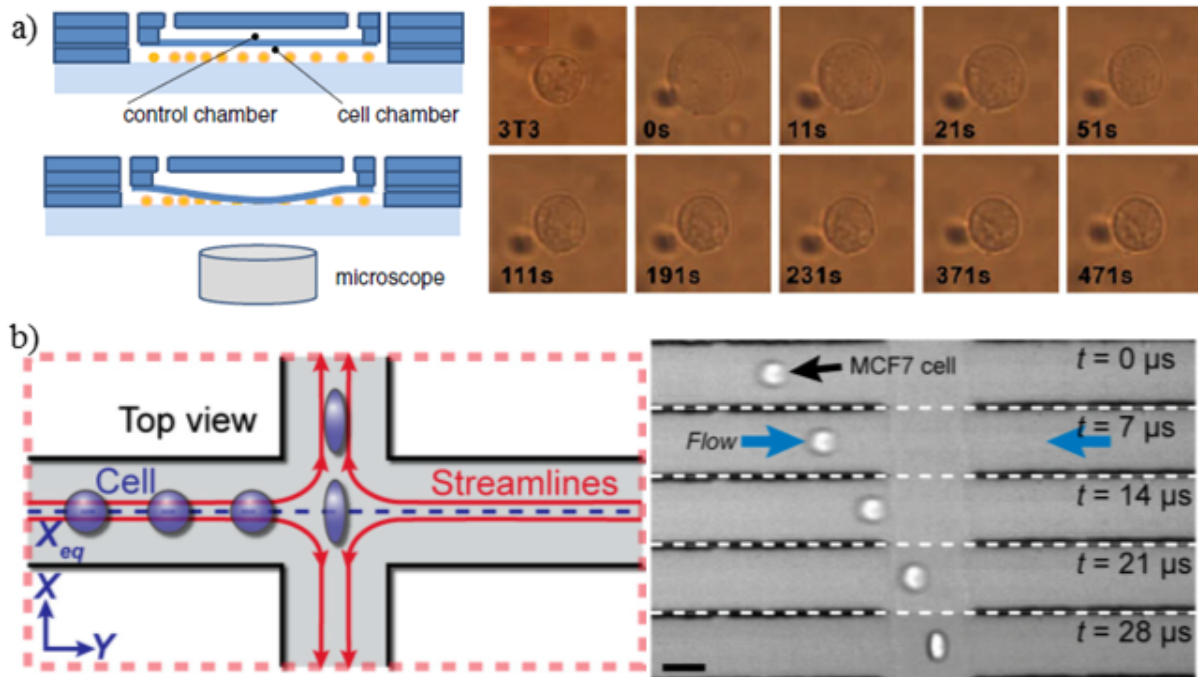 a)
control chamber
cell chamber
microscope
3T3
0s
11s
21s
51s
111s
191s
231s
371s
471s
b)
Top view
Cell
Streamlines
Xeq
X
Y
MCF7 cell
t = 0 μs
Flow
t = 7 μs
t = 14 μs
t = 21 μs
t = 28 μs